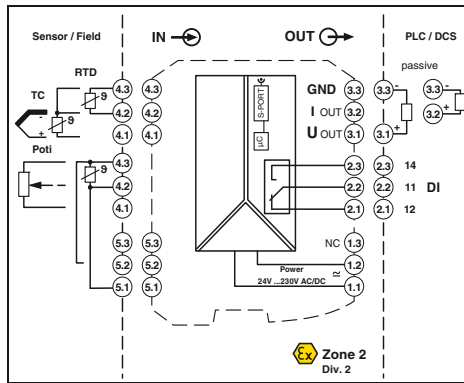 Sensor / Field
IN
OUT
PLC / DCS
RTD
TC
ϑ
ϑ
-
+
4.3
4.2
4.1
4.3
4.2
4.1
Poti
ϑ
4.3
4.2
4.1
5.3
5.2
5.1
5.3
5.2
5.1
S-PORT
µC
GND
I OUT
U OUT
3.3
3.2
3.1
passive
3.3
-
3.1
+
3.3
-
3.2
+
2.3
2.2
2.1
2.3
2.2
2.1
14
11
12
DI
NC
1.3
1.2
1.1
Power
24V ...230V AC/DC
Ex
Zone 2
Div. 2